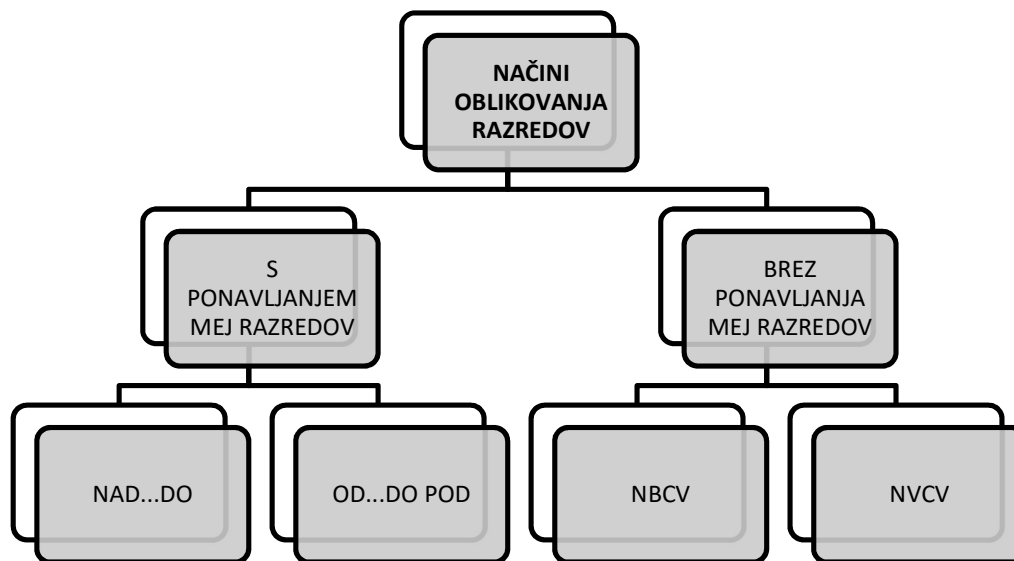 NAČINI
OBLIKOVANJA
RAZREDOV
S
PONAVLJANJEM
MEJ RAZREDOV
BREZ
PONAVLJANJA
MEJ RAZREDOV
NAD...DO
OD...DO POD
NBCV
NVCV